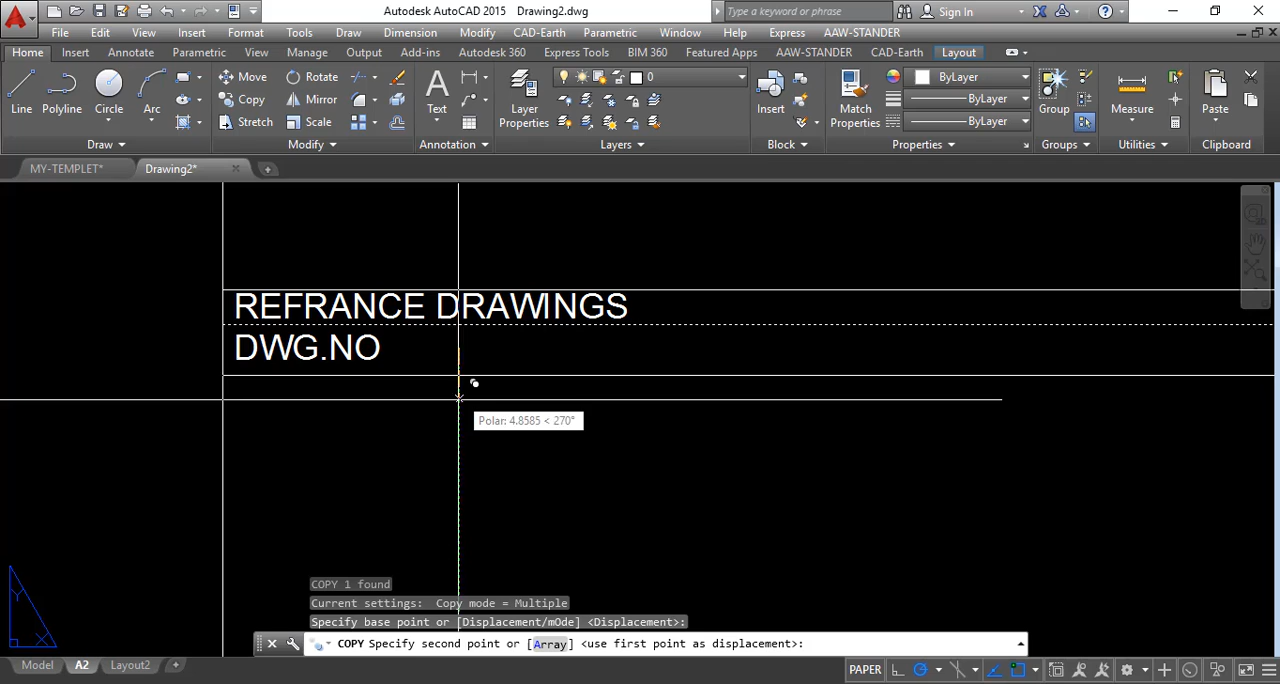 Autodesk AutoCAD 2015 Drawing2.dwg
Type a keyword or phrase
Sign In
File Edit View Insert Format Tools Draw Dimension Modify CAD-Earth Parametric Window Help Express AAW-STANDER
Home Insert Annotate Parametric View Manage Output Add-ins Autodesk 360 Express Tools BIM 360 Featured Apps AAW-STANDER CAD-Earth Layout
Line Polyline Circle Arc
Move Rotate
Copy Mirror
Stretch Scale
Text
Layer Properties
0
Insert
Match Properties
ByLayer
ByLayer
ByLayer
Group
Measure
Paste
Draw Modify Annotation Layers Block Properties Groups Utilities Clipboard
MY-TEMPLET* Drawing2*
REFRANCE DRAWINGS
DWG.NO
Polar: 4.8585 < 270°
COPY 1 found
Current settings: Copy mode = Multiple
Specify base point or [Displacement/mOde] <Displacement>:
COPY Specify second point or [Array] <use first point as displacement>:
Y
X
Model A2 Layout2
PAPER